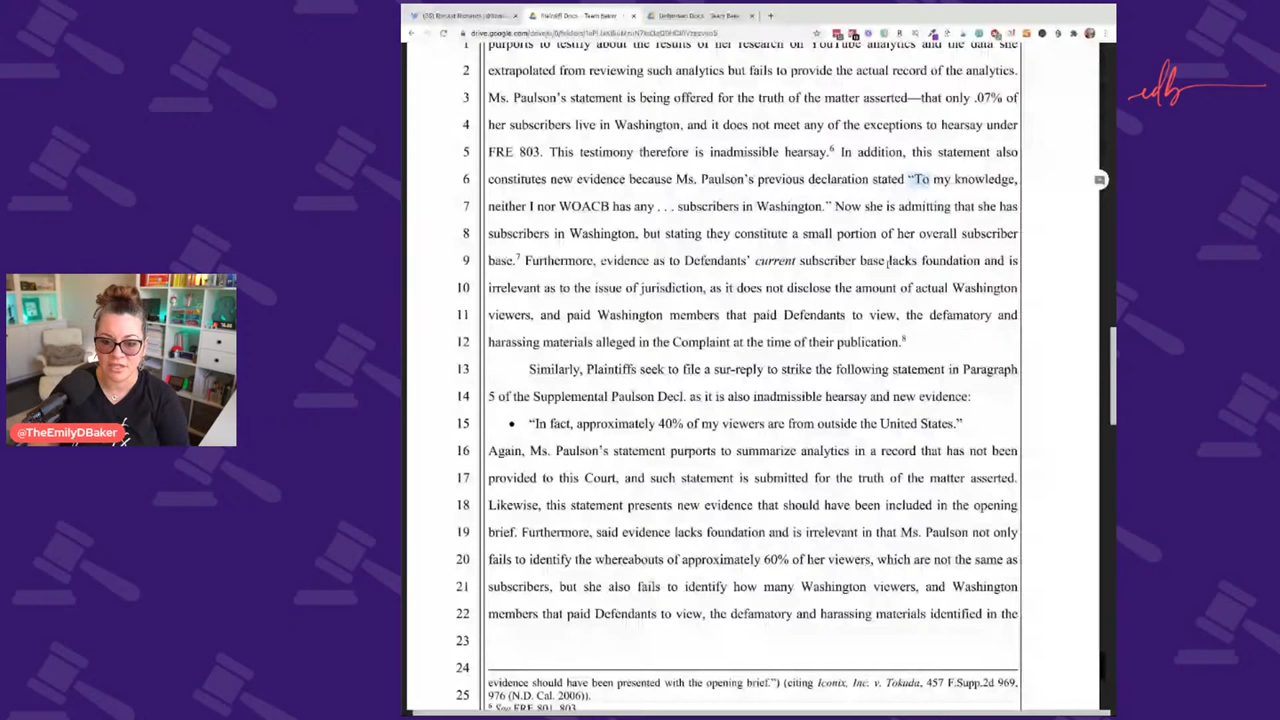 Plaintiff Docs - Team Baker
drive.google.com/drive/u/0/folders/
edb
1 purports to testify about the results of her research on YouTube analytics and the data she
2 extrapolated from reviewing such analytics but fails to provide the actual record of the analytics.
3 Ms. Paulson's statement is being offered for the truth of the matter asserted—that only .07% of
4 her subscribers live in Washington, and it does not meet any of the exceptions to hearsay under
5 FRE 803. This testimony therefore is inadmissible hearsay.6 In addition, this statement also
6 constitutes new evidence because Ms. Paulson's previous declaration stated "To my knowledge,
7 neither I nor WOACB has any . . . subscribers in Washington." Now she is admitting that she has
8 subscribers in Washington, but stating they constitute a small portion of her overall subscriber
9 base.7 Furthermore, evidence as to Defendants' current subscriber base lacks foundation and is
10 irrelevant as to the issue of jurisdiction, as it does not disclose the amount of actual Washington
11 viewers, and paid Washington members that paid Defendants to view, the defamatory and
12 harassing materials alleged in the Complaint at the time of their publication.8
13 Similarly, Plaintiffs seek to file a sur-reply to strike the following statement in Paragraph
14 5 of the Supplemental Paulson Decl. as it is also inadmissible hearsay and new evidence:
15 • "In fact, approximately 40% of my viewers are from outside the United States."
16 Again, Ms. Paulson's statement purports to summarize analytics in a record that has not been
17 provided to this Court, and such statement is submitted for the truth of the matter asserted.
18 Likewise, this statement presents new evidence that should have been included in the opening
19 brief. Furthermore, said evidence lacks foundation and is irrelevant in that Ms. Paulson not only
20 fails to identify the whereabouts of approximately 60% of her viewers, which are not the same as
21 subscribers, but she also fails to identify how many Washington viewers, and Washington
22 members that paid Defendants to view, the defamatory and harassing materials identified in the
23
24
evidence should have been presented with the opening brief.") (citing Iconix, Inc. v. Tokuda, 457 F.Supp.2d 969,
25 976 (N.D. Cal. 2006)).
6 See FRE 801, 803.
@TheEmilyDBaker